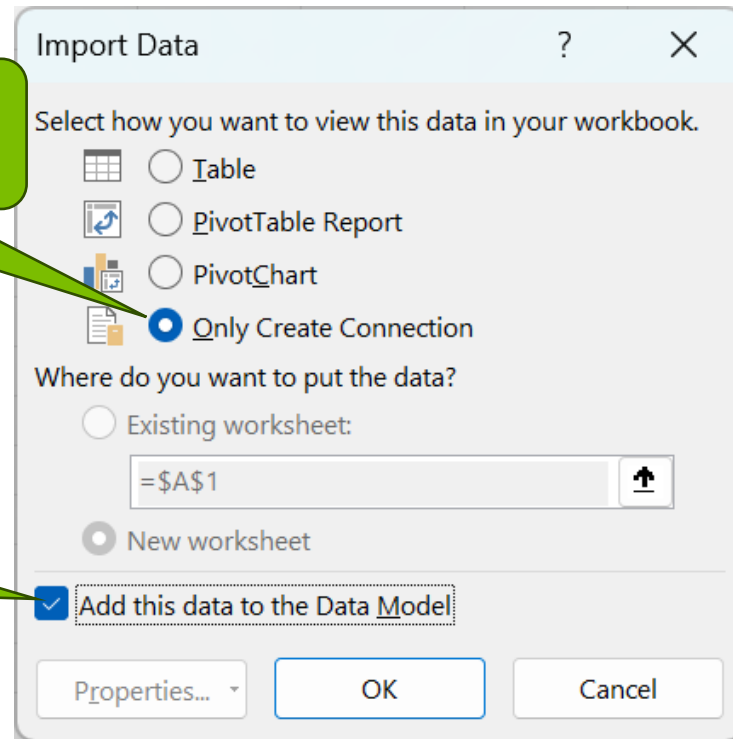 Import Data ?
Select how you want to view this data in your workbook.
Table
PivotTable Report
PivotChart
Only Create Connection
Where do you want to put the data?
Existing worksheet:
=$A$1
New worksheet
Add this data to the Data Model
Properties... OK Cancel